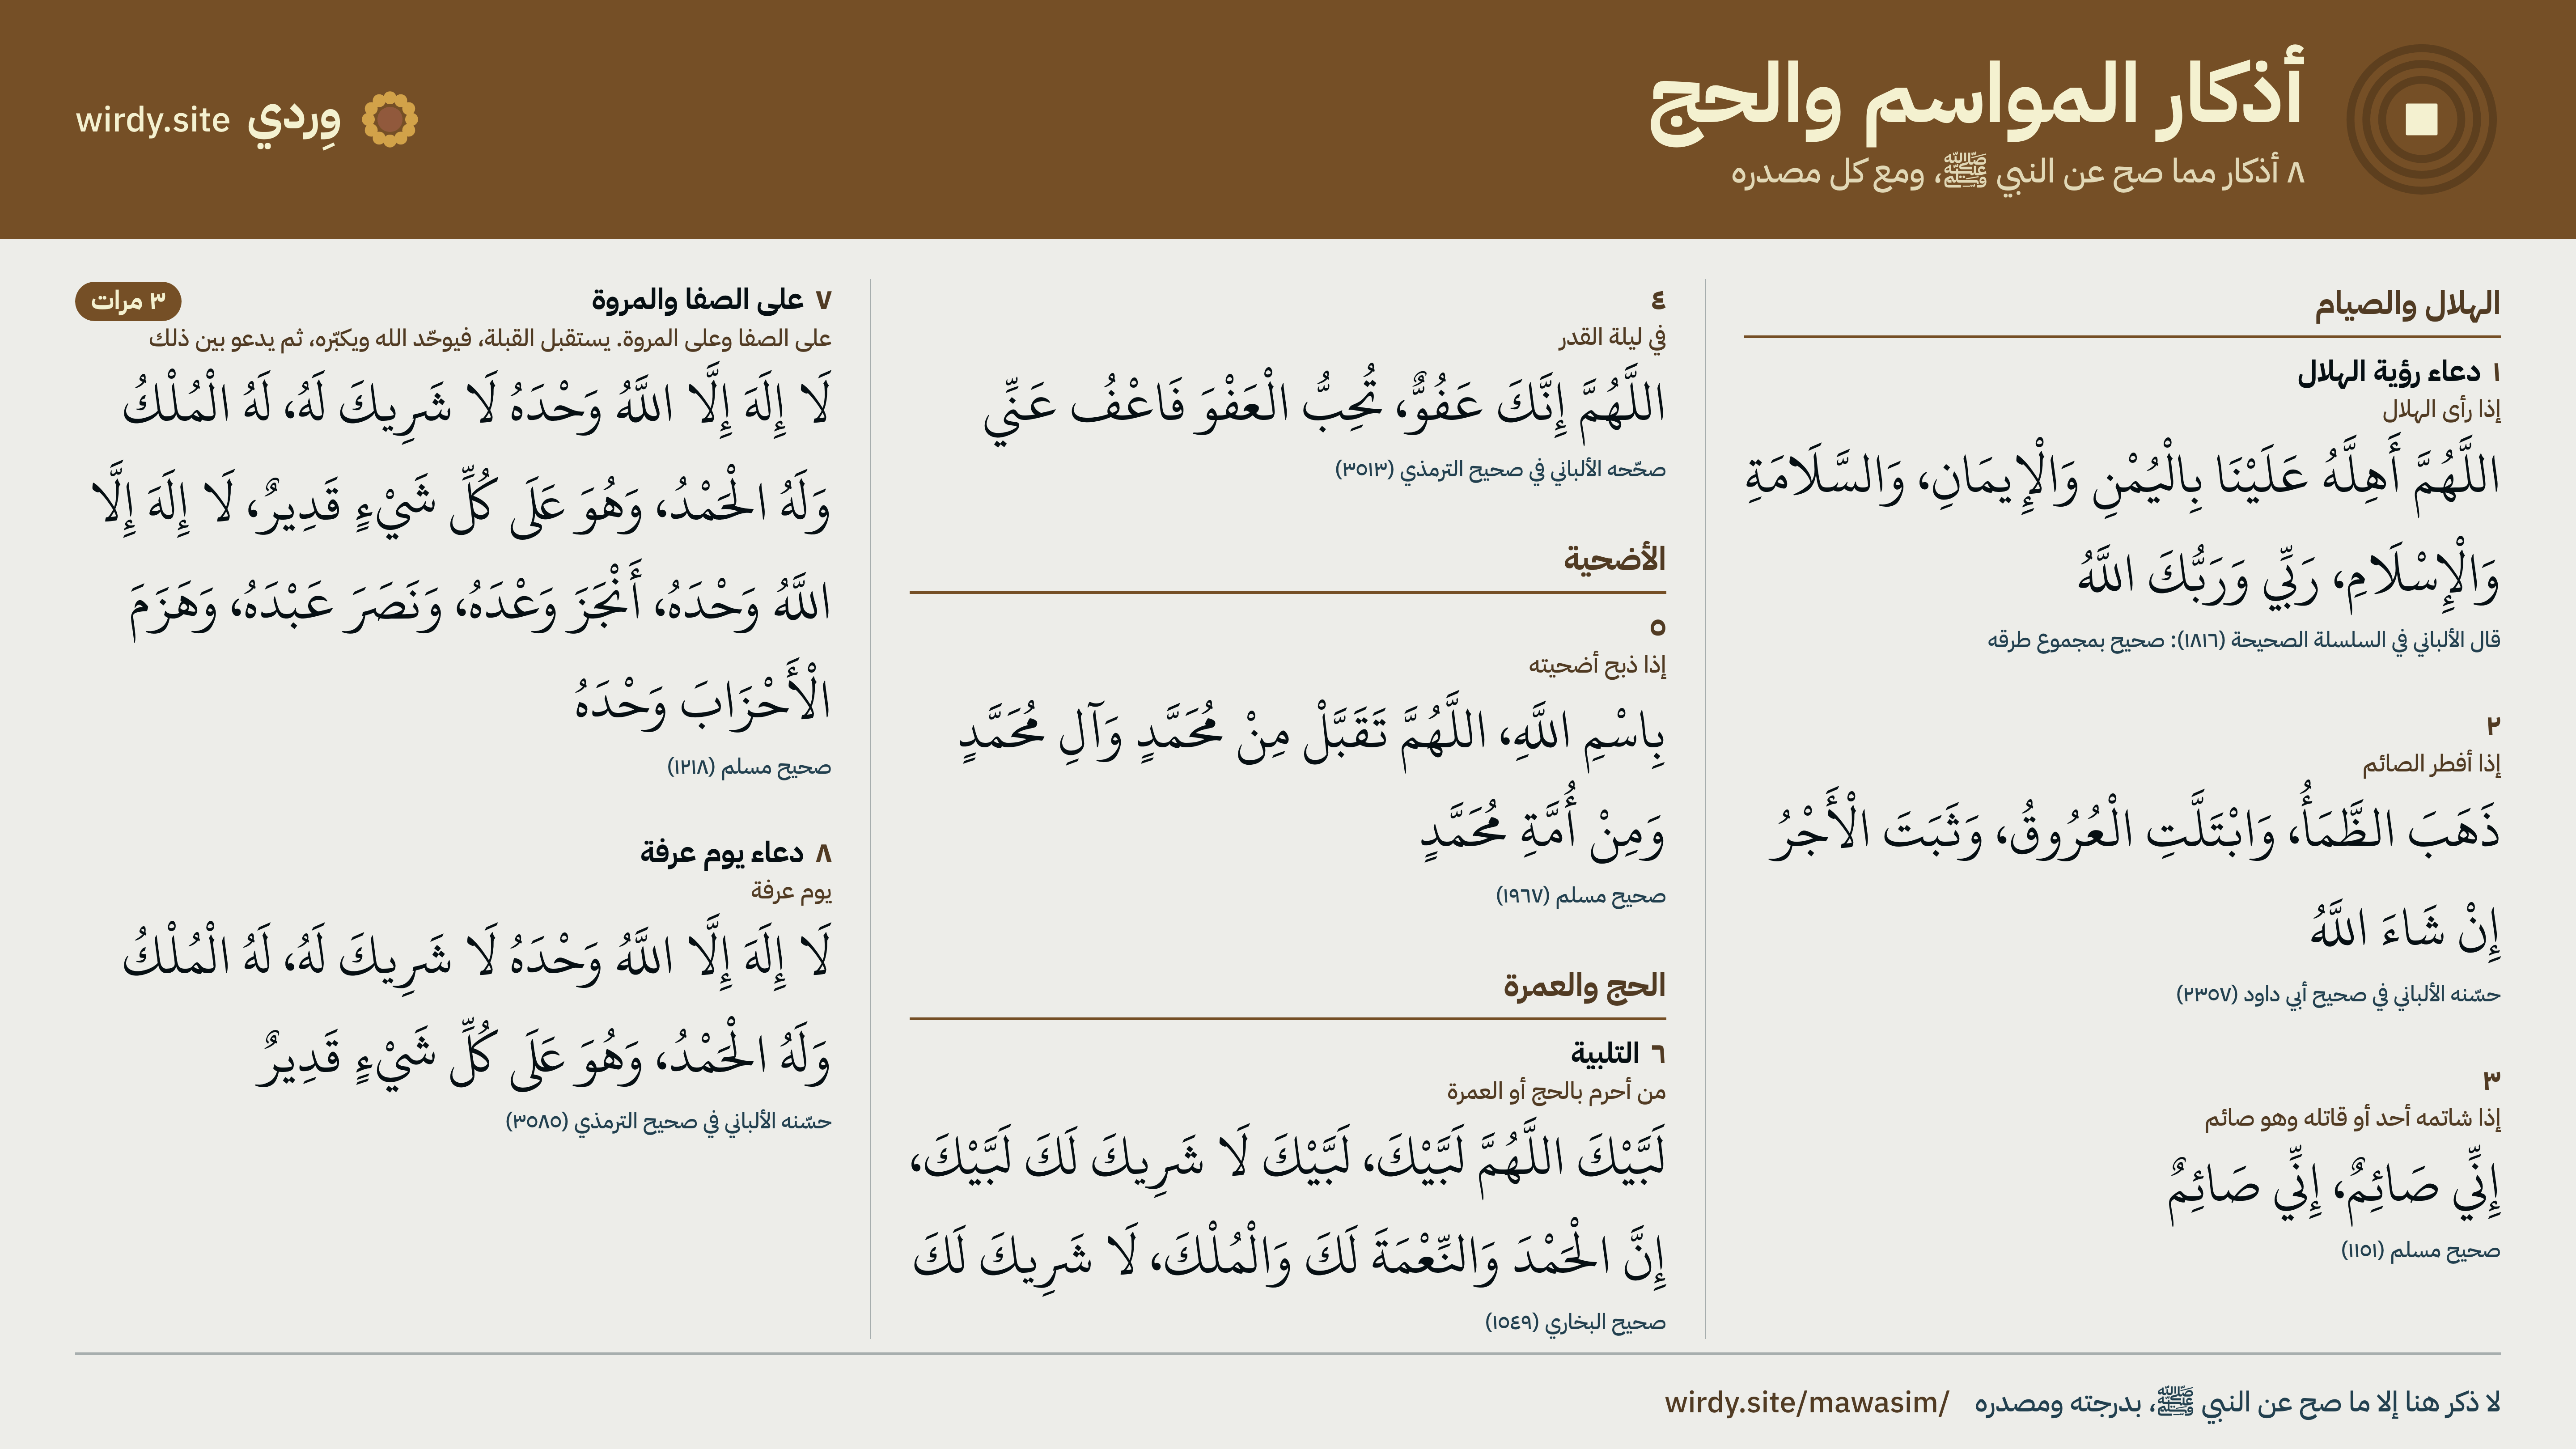 أذكار المواسم والحج
٨ أذكار مما صح عن النبي ﷺ، ومع كل مصدره
وِردي wirdy.site
الهلال والصيام
١ دعاء رؤية الهلال
إذا رأى الهلال
اللَّهُمَّ أَهِلَّهُ عَلَيْنَا بِالْيُمْنِ وَالْإِيمَانِ، وَالسَّلَامَةِ
وَالْإِسْلَامِ، رَبِّي وَرَبُّكَ اللَّهُ
قال الألباني في السلسلة الصحيحة (١٨١٦): صحيح بمجموع طرقه
٢
إذا أفطر الصائم
ذَهَبَ الظَّمَأُ، وَابْتَلَّتِ الْعُرُوقُ، وَثَبَتَ الْأَجْرُ
إِنْ شَاءَ اللَّهُ
حسّنه الألباني في صحيح أبي داود (٢٣٥٧)
٣
إذا شاتمه أحد أو قاتله وهو صائم
إِنِّي صَائِمٌ، إِنِّي صَائِمٌ
صحيح مسلم (١١٥١)
٤
في ليلة القدر
اللَّهُمَّ إِنَّكَ عَفُوٌّ، تُحِبُّ الْعَفْوَ فَاعْفُ عَنِّي
صحّحه الألباني في صحيح الترمذي (٣٥١٣)
الأضحية
٥
إذا ذبح أضحيته
بِاسْمِ اللَّهِ، اللَّهُمَّ تَقَبَّلْ مِنْ مُحَمَّدٍ وَآلِ مُحَمَّدٍ
وَمِنْ أُمَّةِ مُحَمَّدٍ
صحيح مسلم (١٩٦٧)
الحج والعمرة
٦ التلبية
من أحرم بالحج أو العمرة
لَبَّيْكَ اللَّهُمَّ لَبَّيْكَ، لَبَّيْكَ لَا شَرِيكَ لَكَ لَبَّيْكَ،
إِنَّ الْحَمْدَ وَالنِّعْمَةَ لَكَ وَالْمُلْكَ، لَا شَرِيكَ لَكَ
صحيح البخاري (١٥٤٩)
٧ على الصفا والمروة
٣ مرات
على الصفا وعلى المروة. يستقبل القبلة، فيوحّد الله ويكبّره، ثم يدعو بين ذلك
لَا إِلَهَ إِلَّا اللَّهُ وَحْدَهُ لَا شَرِيكَ لَهُ، لَهُ الْمُلْكُ
وَلَهُ الْحَمْدُ، وَهُوَ عَلَى كُلِّ شَيْءٍ قَدِيرٌ، لَا إِلَهَ إِلَّا
اللَّهُ وَحْدَهُ، أَنْجَزَ وَعْدَهُ، وَنَصَرَ عَبْدَهُ، وَهَزَمَ
الْأَحْزَابَ وَحْدَهُ
صحيح مسلم (١٢١٨)
٨ دعاء يوم عرفة
يوم عرفة
لَا إِلَهَ إِلَّا اللَّهُ وَحْدَهُ لَا شَرِيكَ لَهُ، لَهُ الْمُلْكُ
وَلَهُ الْحَمْدُ، وَهُوَ عَلَى كُلِّ شَيْءٍ قَدِيرٌ
حسّنه الألباني في صحيح الترمذي (٣٥٨٥)
لا ذكر هنا إلا ما صح عن النبي ﷺ، بدرجته ومصدره wirdy.site/mawasim/